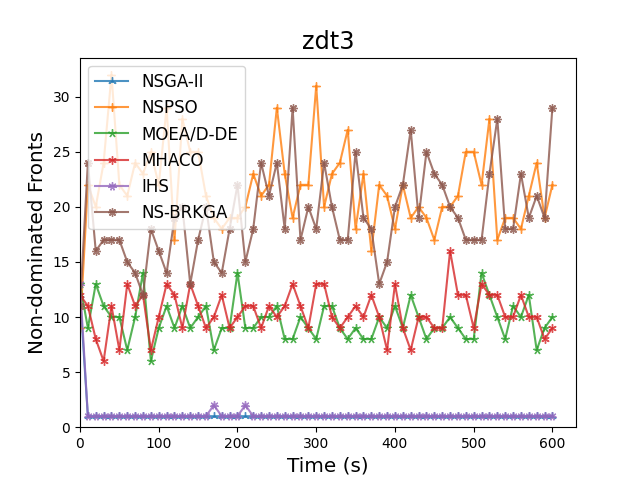 zdt3
Non-dominated Fronts
30
25
20
15
10
5
0
NSGA-II
NSPSO
MOEA/D-DE
MHACO
IHS
NS-BRKGA
0 100 200 300 400 500 600
Time (s)